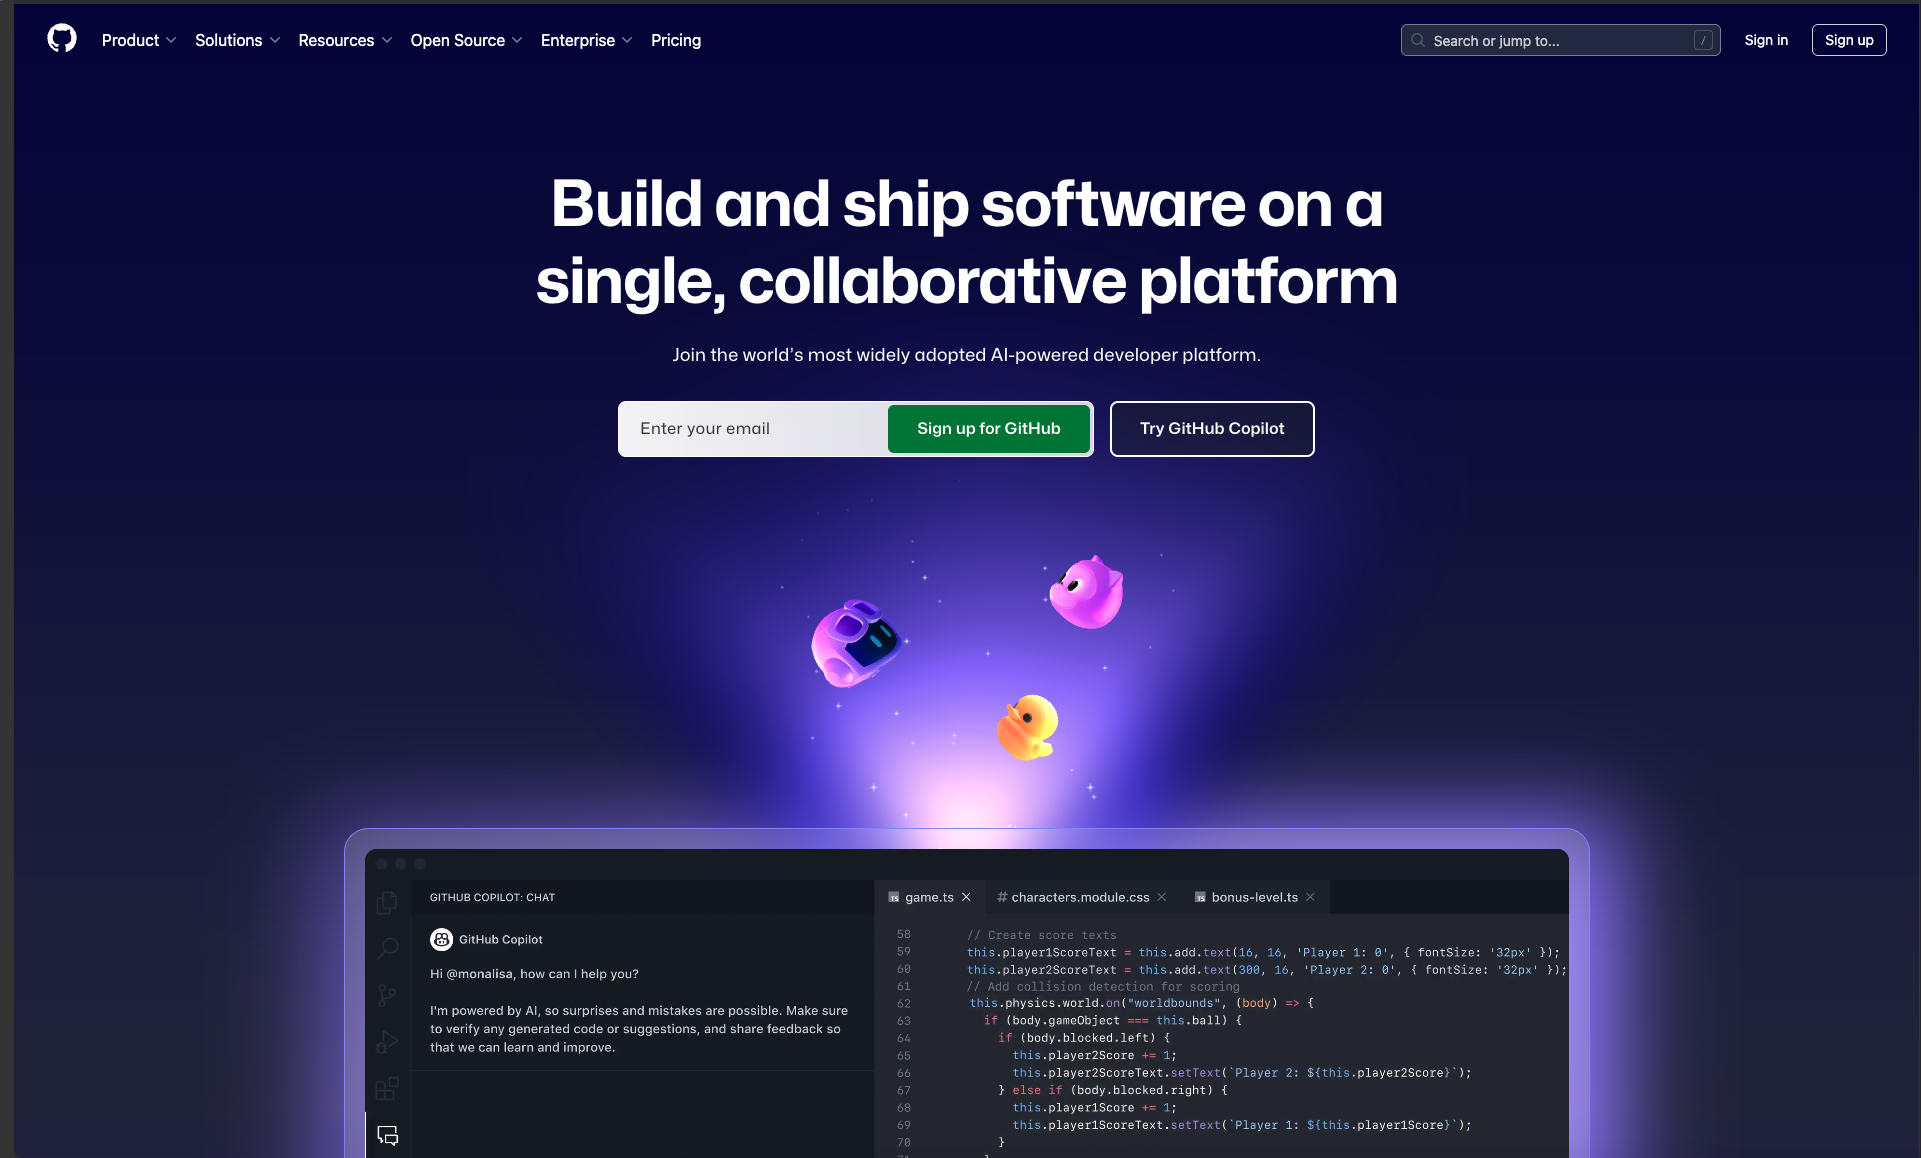 Product
Solutions
Resources
Open Source
Enterprise
Pricing
Search or jump to...
/
Sign in
Sign up
Build and ship software on a
single, collaborative platform
Join the world’s most widely adopted AI-powered developer platform.
Enter your email
Sign up for GitHub
Try GitHub Copilot
GITHUB COPILOT: CHAT
GitHub Copilot
Hi @monalisa, how can I help you?
I'm powered by AI, so surprises and mistakes are possible. Make sure
to verify any generated code or suggestions, and share feedback so
that we can learn and improve.
TS game.ts
# characters.module.css
TS bonus-level.ts
58 // Create score texts
59 this.player1ScoreText = this.add.text(16, 16, 'Player 1: 0', { fontSize: '32px' });
60 this.player2ScoreText = this.add.text(300, 16, 'Player 2: 0', { fontSize: '32px' });
61 // Add collision detection for scoring
62 this.physics.world.on("worldbounds", (body) => {
63 if (body.gameObject === this.ball) {
64 if (body.blocked.left) {
65 this.player2Score += 1;
66 this.player2ScoreText.setText(`Player 2: ${this.player2Score}`);
67 } else if (body.blocked.right) {
68 this.player1Score += 1;
69 this.player1ScoreText.setText(`Player 1: ${this.player1Score}`);
70 }